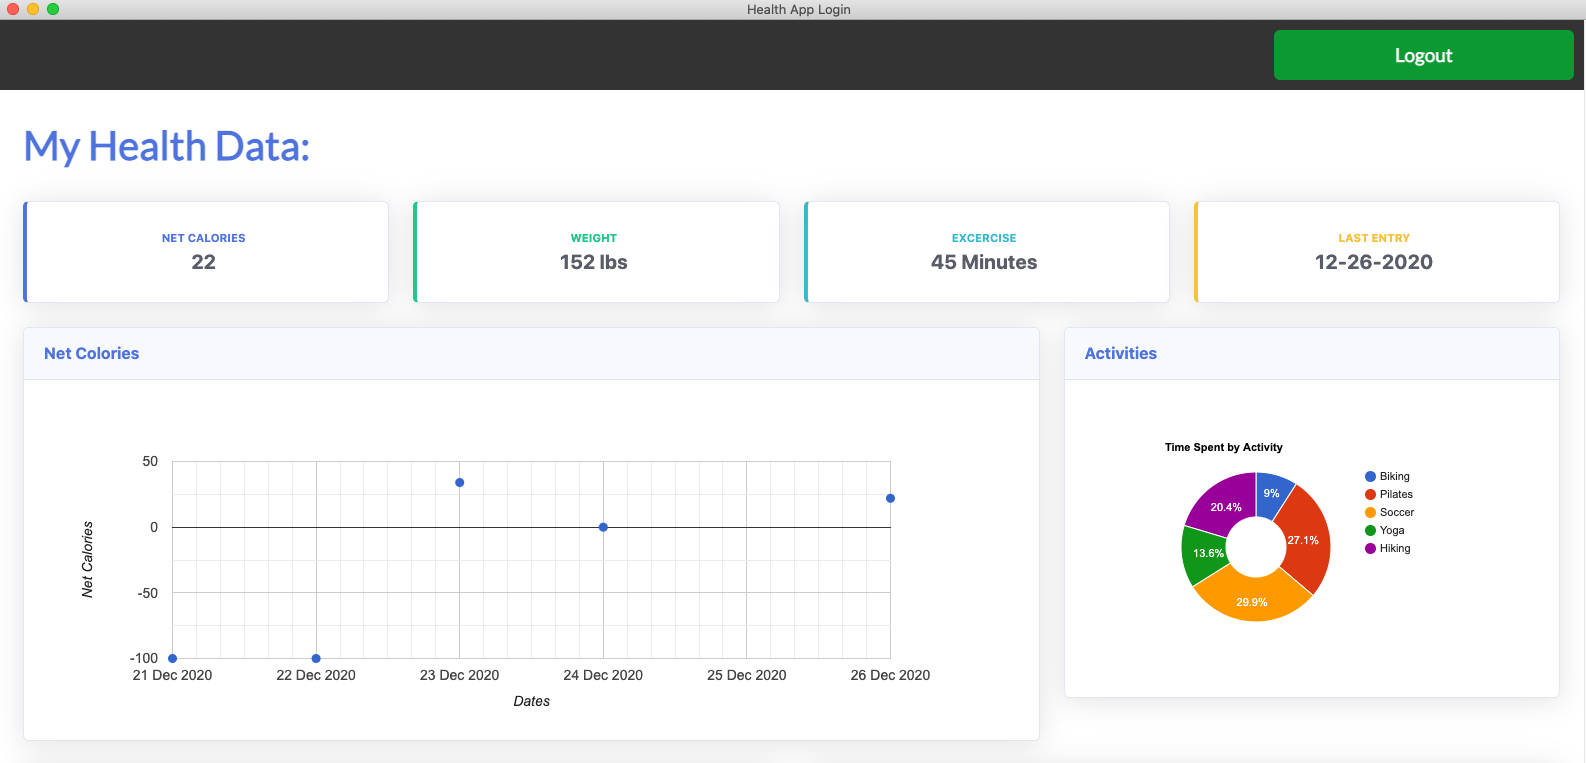 Health App Login
Logout
My Health Data:
NET CALORIES
22
WEIGHT
152 lbs
EXCERCISE
45 Minutes
LAST ENTRY
12-26-2020
Net Colories
50
0
-50
-100
Net Calories
21 Dec 2020
22 Dec 2020
23 Dec 2020
24 Dec 2020
25 Dec 2020
26 Dec 2020
Dates
Activities
Time Spent by Activity
9%
27.1%
29.9%
13.6%
20.4%
Biking
Pilates
Soccer
Yoga
Hiking